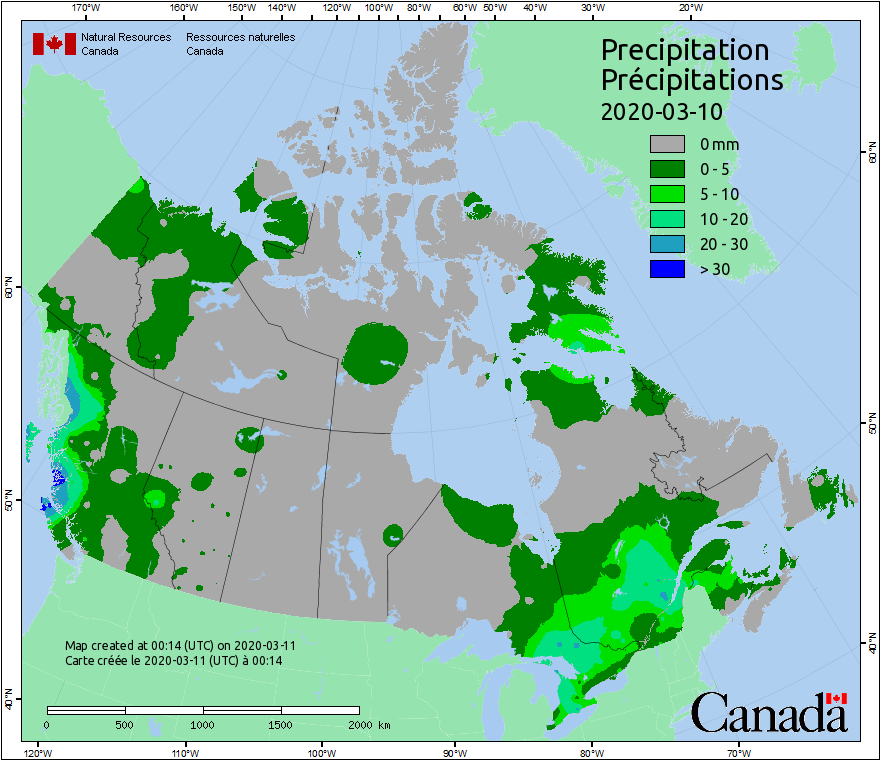 170°W 160°W 150°W 140°W 120°W 100°W 80°W 60°W 50°W 40°W 30°W 20°W
Natural Resources Canada
Ressources naturelles Canada
Precipitation
Précipitations
2020-03-10
0 mm
0 - 5
5 - 10
10 - 20
20 - 30
> 30
60°N
60°N
50°N
50°N
40°N
40°N
Map created at 00:14 (UTC) on 2020-03-11
Carte créée le 2020-03-11 (UTC) à 00:14
0 500 1000 1500 2000 km
Canada
120°W 110°W 100°W 90°W 80°W 70°W